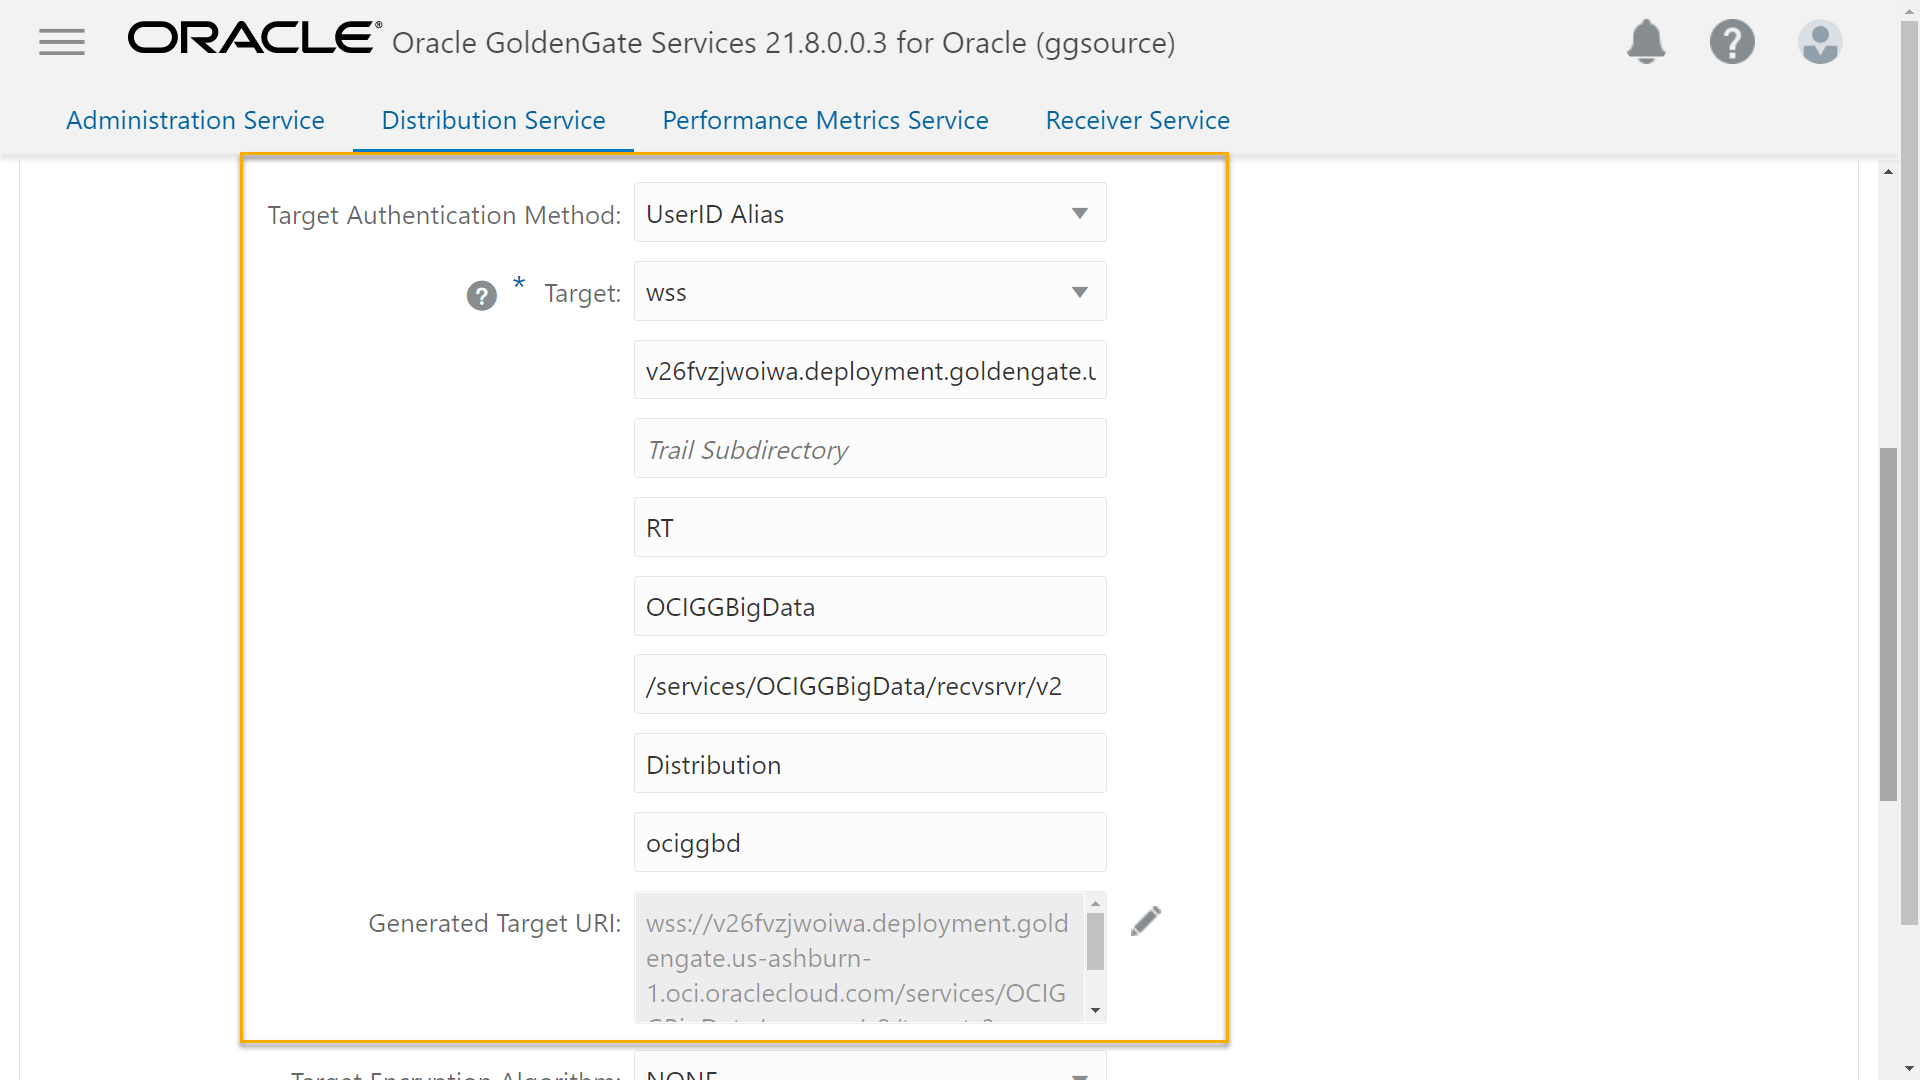 ORACLE® Oracle GoldenGate Services 21.8.0.0.3 for Oracle (ggsource)
Administration Service Distribution Service Performance Metrics Service Receiver Service
Target Authentication Method: UserID Alias
? * Target: wss
v26fvzjwoiwa.deployment.goldengate.u
Trail Subdirectory
RT
OCIGGBigData
/services/OCIGGBigData/recvsrvr/v2
Distribution
ociggbd
Generated Target URI: wss://v26fvzjwoiwa.deployment.gold
engate.us-ashburn-
1.oci.oraclecloud.com/services/OCIG
Target Encryption Algorithm: NONE